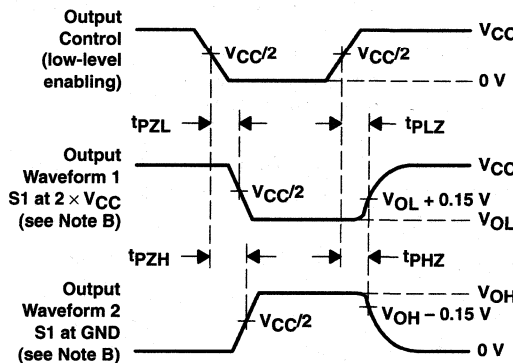 Output
Control
(low-level
enabling)
VCC/2
VCC/2
VCC
0 V
tPZL
tPLZ
Output
Waveform 1
S1 at 2 × VCC
(see Note B)
VCC/2
VCC
VOL + 0.15 V
VOL
tPZH
tPHZ
Output
Waveform 2
S1 at GND
(see Note B)
VCC/2
VOH
VOH − 0.15 V
0 V